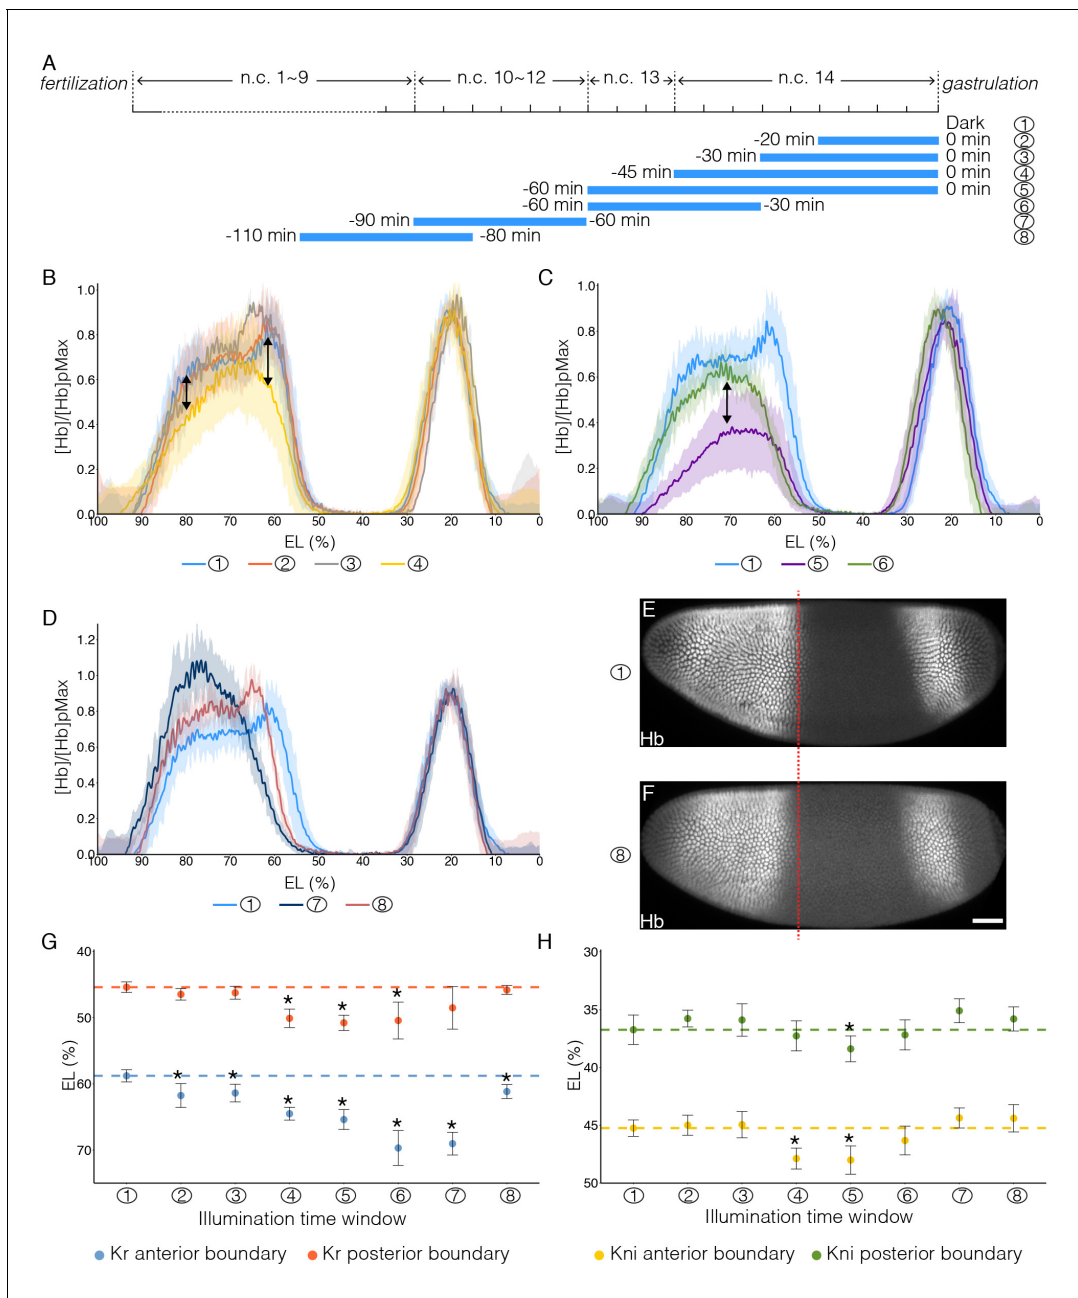 A
fertilization
n.c. 1~9
n.c. 10~12
n.c. 13
n.c. 14
gastrulation
Dark ①
-20 min 0 min ②
-30 min 0 min ③
-45 min 0 min ④
-60 min 0 min ⑤
-60 min -30 min ⑥
-90 min -60 min ⑦
-110 min -80 min ⑧
B
[Hb]/[Hb]pMax
1.0
0.8
0.6
0.4
0.2
0.0
100 90 80 70 60 50 40 30 20 10 0
EL (%)
① ② ③ ④
C
[Hb]/[Hb]pMax
1.0
0.8
0.6
0.4
0.2
0.0
100 90 80 70 60 50 40 30 20 10 0
EL (%)
① ⑤ ⑥
D
[Hb]/[Hb]pMax
1.2
1.0
0.8
0.6
0.4
0.2
0.0
100 90 80 70 60 50 40 30 20 10 0
EL (%)
① ⑦ ⑧
E
①
Hb
F
⑧
Hb
G
EL (%)
40
50
60
70
* * *
* * * * * * *
① ② ③ ④ ⑤ ⑥ ⑦ ⑧
Illumination time window
Kr anterior boundary Kr posterior boundary
H
EL (%)
30
35
40
45
50
*
* *
① ② ③ ④ ⑤ ⑥ ⑦ ⑧
Illumination time window
Kni anterior boundary Kni posterior boundary